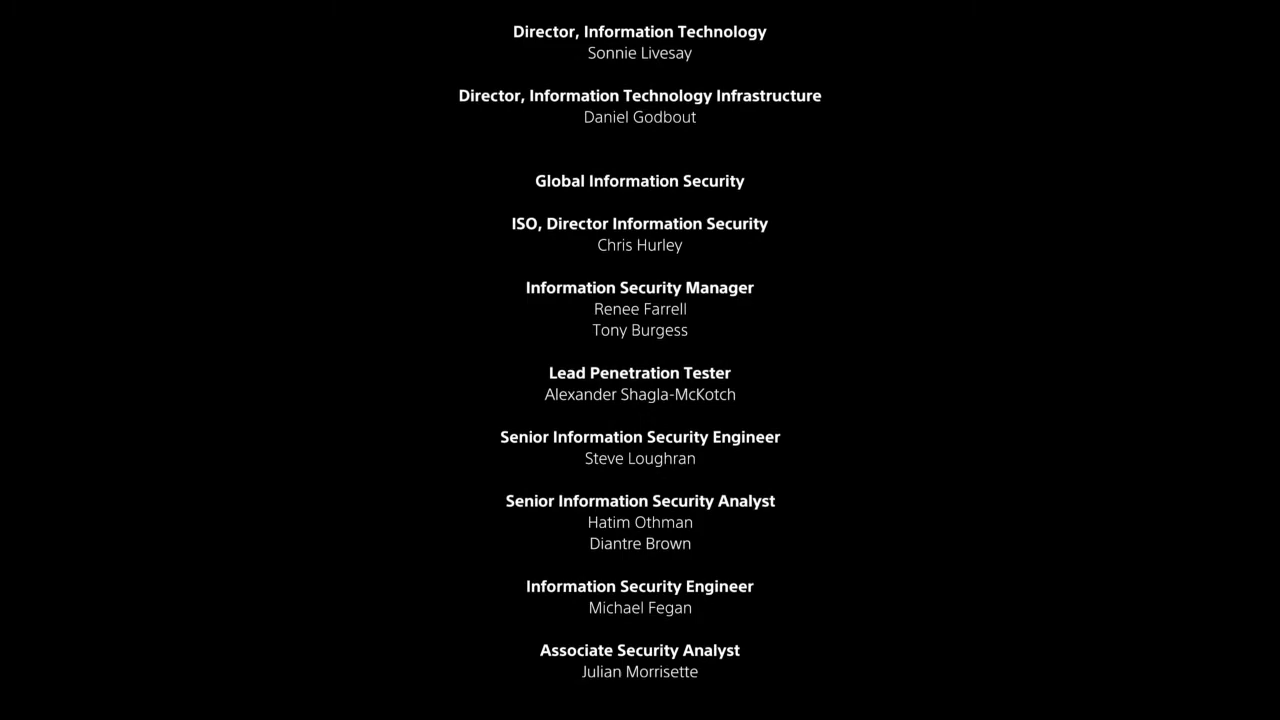 Director, Information Technology
Sonnie Livesay
Director, Information Technology Infrastructure
Daniel Godbout
Global Information Security
ISO, Director Information Security
Chris Hurley
Information Security Manager
Renee Farrell
Tony Burgess
Lead Penetration Tester
Alexander Shagla-McKotch
Senior Information Security Engineer
Steve Loughran
Senior Information Security Analyst
Hatim Othman
Diantre Brown
Information Security Engineer
Michael Fegan
Associate Security Analyst
Julian Morrisette